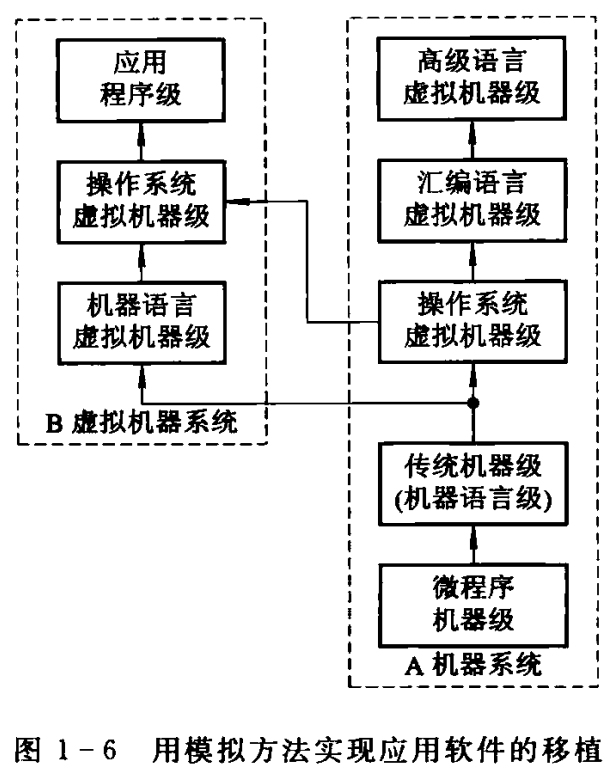 应用
程序级
操作系统
虚拟机器级
机器语言
虚拟机器级
B 虚拟机器系统
高级语言
虚拟机器级
汇编语言
虚拟机器级
操作系统
虚拟机器级
传统机器级
(机器语言级)
微程序
机器级
A 机器系统
图 1-6 用模拟方法实现应用软件的移植